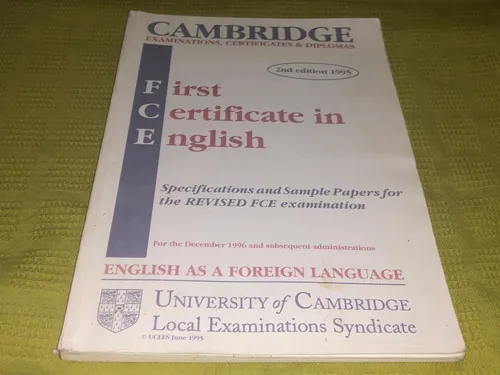 CAMBRIDGE
EXAMINATIONS, CERTIFICATES & DIPLOMAS
2nd edition 1995
First
Certificate in
English
Specifications and Sample Papers for
the REVISED FCE examination
For the December 1996 and subsequent administrations
ENGLISH AS A FOREIGN LANGUAGE
UNIVERSITY of CAMBRIDGE
Local Examinations Syndicate
© UCLES June 1995